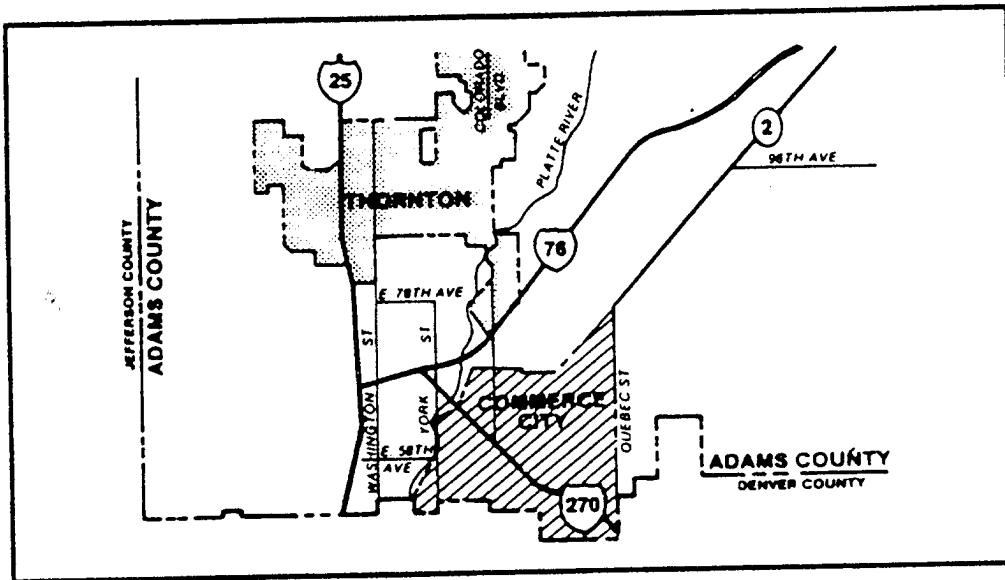 25
COLORADO
BLVD.
PLATTE RIVER
2
96TH AVE
THORNTON
JEFFERSON COUNTY
ADAMS COUNTY
76
E. 78TH AVE
WASHINGTON ST
YORK ST
COMMERCE
CITY
QUEBEC ST
E. 58TH
AVE
ADAMS COUNTY
DENVER COUNTY
270